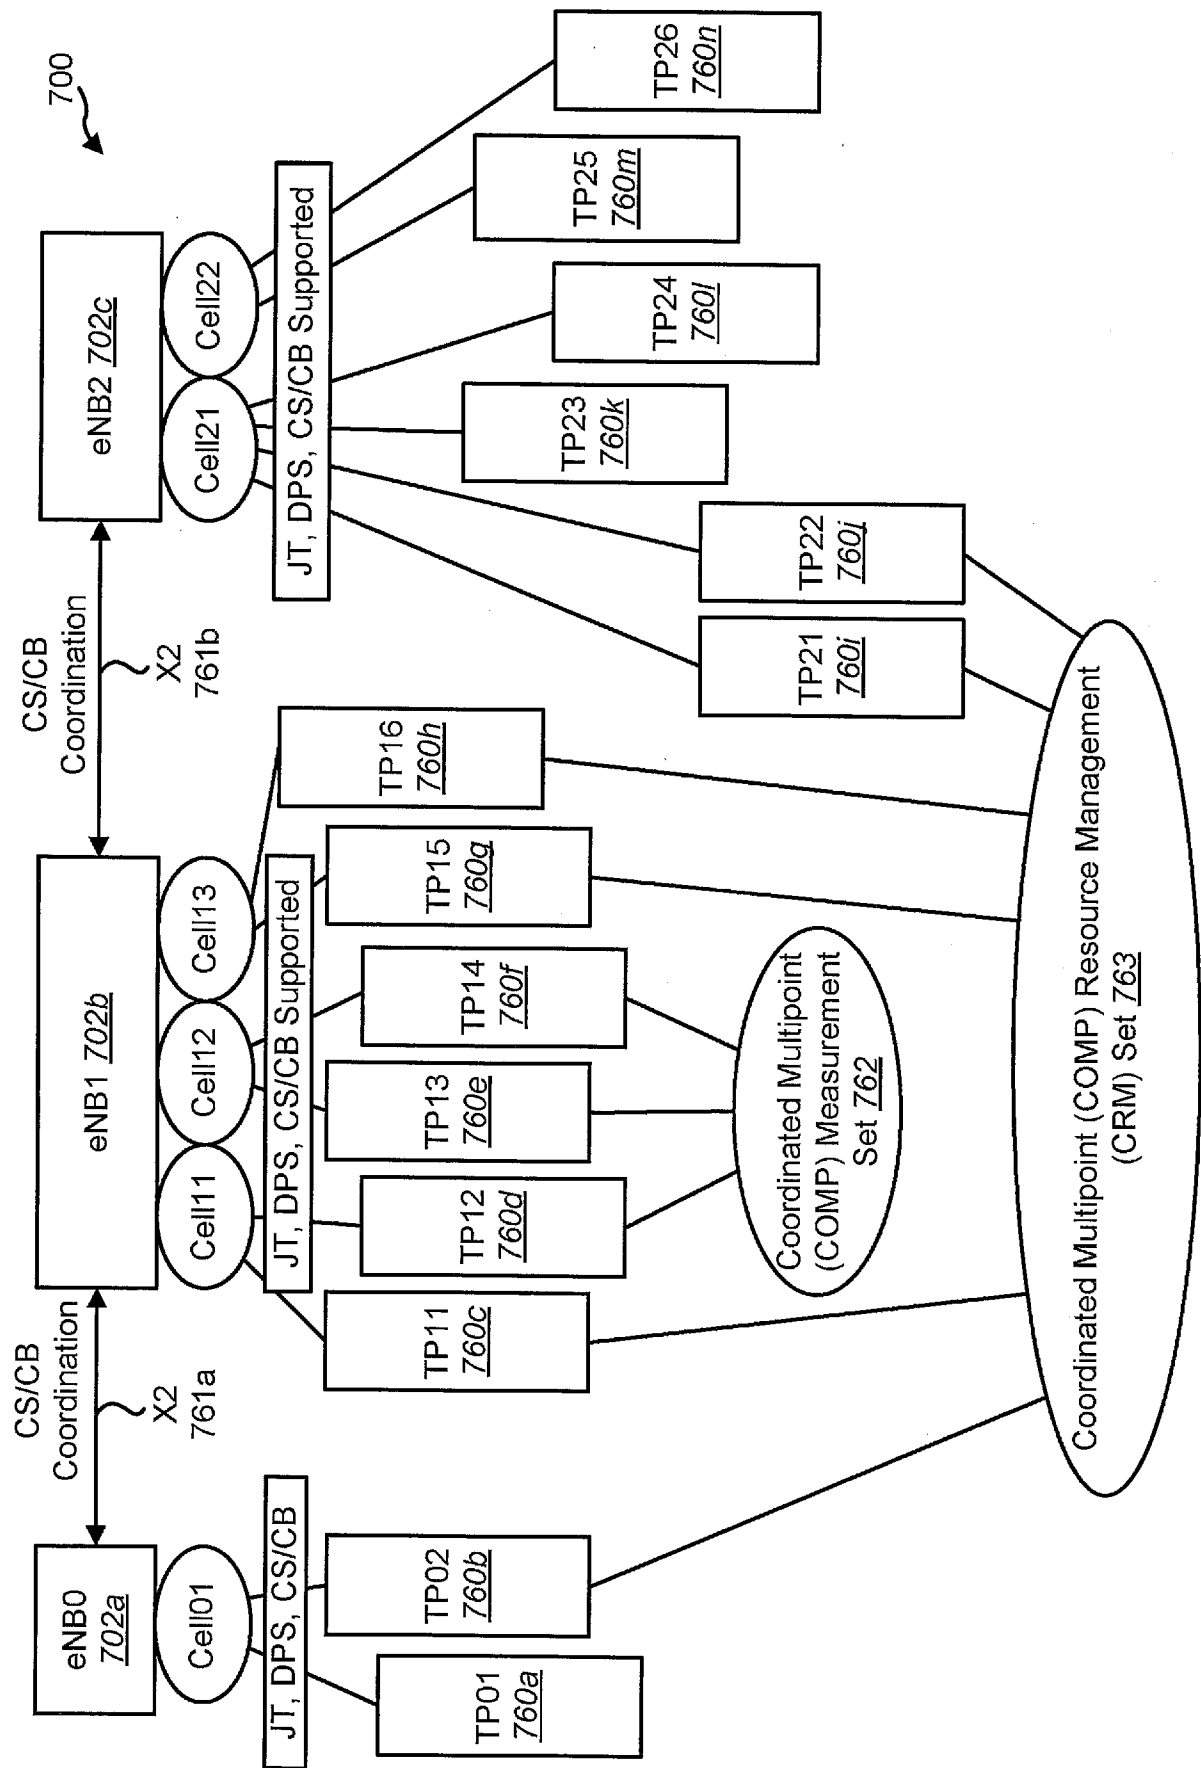 700
CS/CB
Coordination
X2
761a
CS/CB
Coordination
X2
761b
eNB0
702a
eNB1 702b
eNB2 702c
Cell01
Cell11
Cell12
Cell13
Cell21
Cell22
JT, DPS, CS/CB
JT, DPS, CS/CB Supported
JT, DPS, CS/CB Supported
TP01
760a
TP02
760b
TP11
760c
TP12
760d
TP13
760e
TP14
760f
TP15
760g
TP16
760h
TP21
760i
TP22
760j
TP23
760k
TP24
760l
TP25
760m
TP26
760n
Coordinated Multipoint
(COMP) Measurement
Set 762
Coordinated Multipoint (COMP) Resource Management
(CRM) Set 763